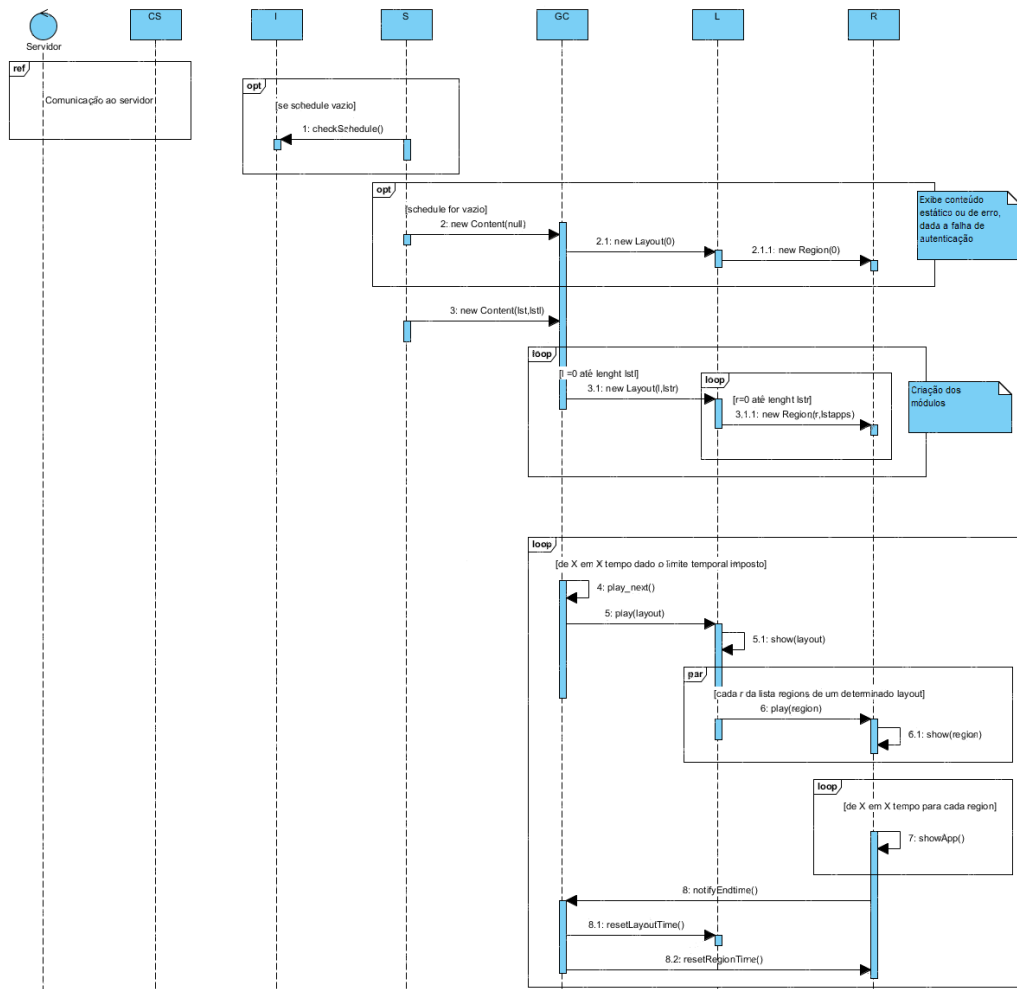 Servidor
CS
I
S
GC
L
R
ref
Comunicação ao servidor
opt
[se schedule vazio]
1: checkSchedule()
opt
[schedule for vazio]
2: new Content(null)
2.1: new Layout(0)
2.1.1: new Region(0)
Exibe conteúdo
estático ou de erro,
dada a falha de
autenticação
3: new Content(lst,lstl)
loop
[l =0 até lenght lstl]
3.1: new Layout(l,lstr)
loop
[r=0 até lenght lstr]
3.1.1: new Region(r,lstapps)
Criação dos
módulos
loop
[de X em X tempo dado o limite temporal imposto]
4: play_next()
5: play(layout)
5.1: show(layout)
par
[cada r da lista regions de um determinado layout]
6: play(region)
6.1: show(region)
loop
[de X em X tempo para cada region]
7: showApp()
8: notifyEndtime()
8.1: resetLayoutTime()
8.2: resetRegionTime()